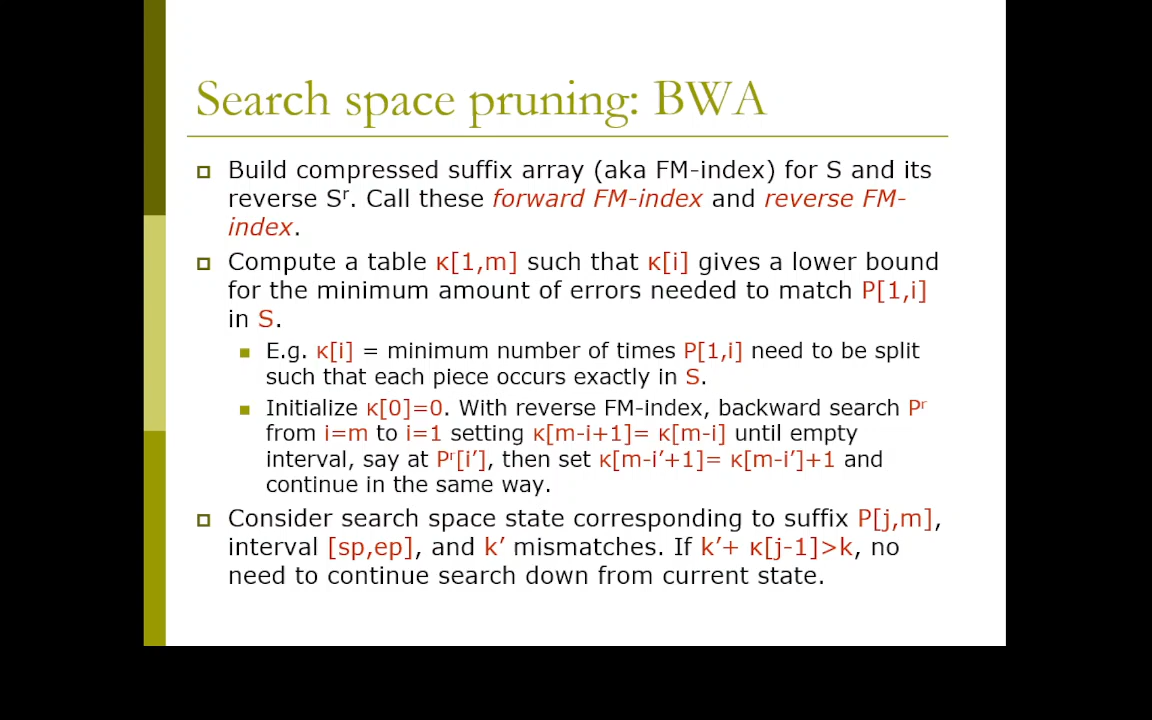 Search space pruning: BWA
Build compressed suffix array (aka FM-index) for S and its
reverse Sʳ. Call these forward FM-index and reverse FM-
index.
Compute a table κ[1,m] such that κ[i] gives a lower bound
for the minimum amount of errors needed to match P[1,i]
in S.
E.g. κ[i] = minimum number of times P[1,i] need to be split
such that each piece occurs exactly in S.
Initialize κ[0]=0. With reverse FM-index, backward search Pʳ
from i=m to i=1 setting κ[m-i+1]= κ[m-i] until empty
interval, say at Pʳ[i’], then set κ[m-i’+1]= κ[m-i’]+1 and
continue in the same way.
Consider search space state corresponding to suffix P[j,m],
interval [sp,ep], and k’ mismatches. If k’+ κ[j-1]>k, no
need to continue search down from current state.